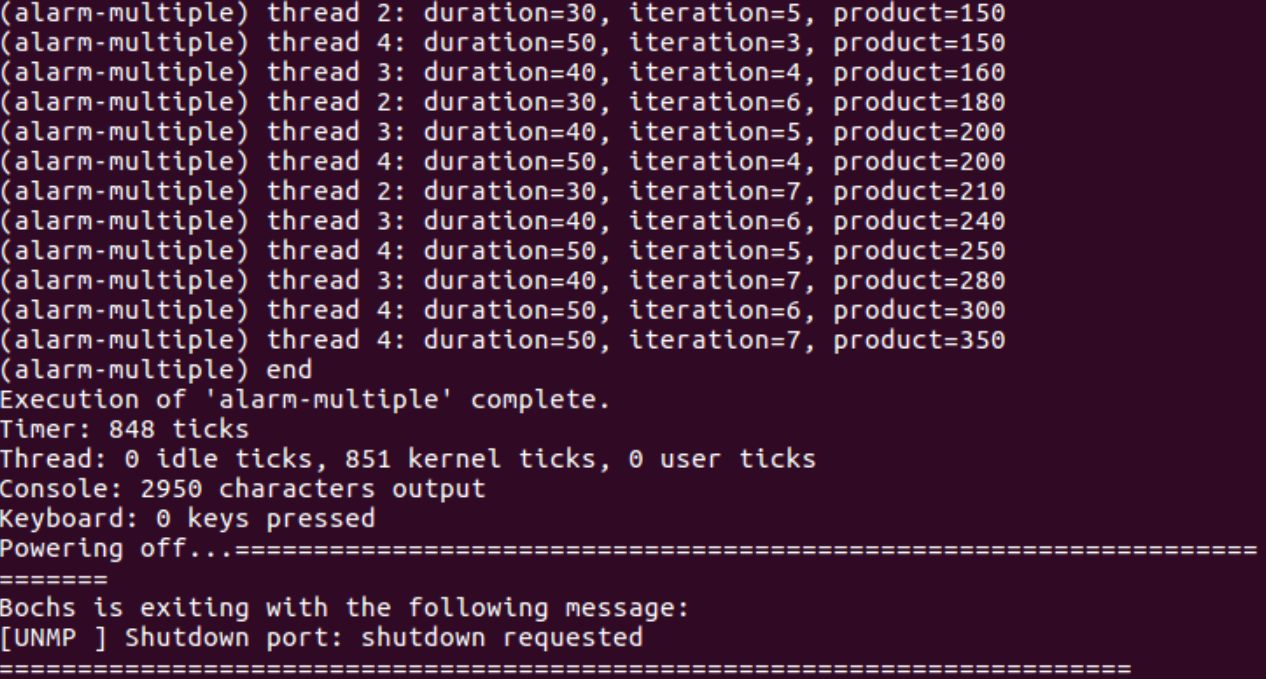 (alarm-multiple) thread 2: duration=30, iteration=5, product=150
(alarm-multiple) thread 4: duration=50, iteration=3, product=150
(alarm-multiple) thread 3: duration=40, iteration=4, product=160
(alarm-multiple) thread 2: duration=30, iteration=6, product=180
(alarm-multiple) thread 3: duration=40, iteration=5, product=200
(alarm-multiple) thread 4: duration=50, iteration=4, product=200
(alarm-multiple) thread 2: duration=30, iteration=7, product=210
(alarm-multiple) thread 3: duration=40, iteration=6, product=240
(alarm-multiple) thread 4: duration=50, iteration=5, product=250
(alarm-multiple) thread 3: duration=40, iteration=7, product=280
(alarm-multiple) thread 4: duration=50, iteration=6, product=300
(alarm-multiple) thread 4: duration=50, iteration=7, product=350
(alarm-multiple) end
Execution of 'alarm-multiple' complete.
Timer: 848 ticks
Thread: 0 idle ticks, 851 kernel ticks, 0 user ticks
Console: 2950 characters output
Keyboard: 0 keys pressed
Powering off...=================================================================
=======
Bochs is exiting with the following message:
[UNMP ] Shutdown port: shutdown requested
========================================================================